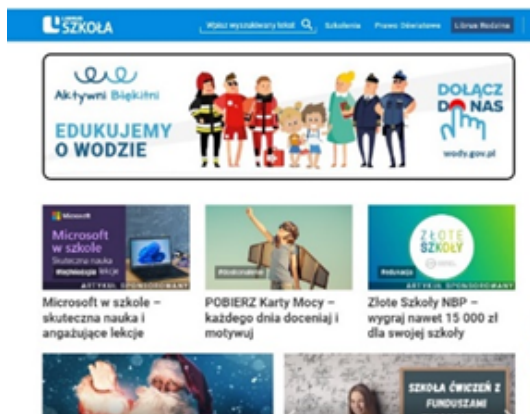 LIBRUS
SZKOŁA
Wpisz wyszukiwany tekst
Szkolenia
Prawo Oświatowe
Librus Rodzina
Aktywni Błękitni
EDUKUJEMY
O WODZIE
DOŁĄCZ
DO NAS
wody.gov.pl
Microsoft
Microsoft
w szkole
Skuteczna nauka
lekcje
ARTYKUŁ SPONSOROWANY
Microsoft w szkole –
skuteczna nauka i
angażujące lekcje
POBIERZ Karty Mocy –
każdego dnia doceniaj i
motywuj
ZŁOTE
SZKOŁY
#edunacja
ARTYKUŁ SPONSOROWANY
Złote Szkoły NBP –
wygraj nawet 15 000 zł
dla swojej szkoły
SZKOŁA ĆWICZEŃ Z
FUNDUSZAMI